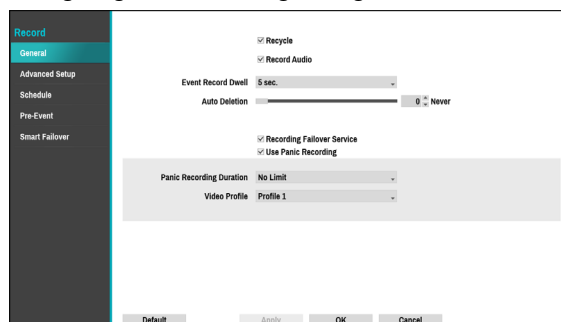 Record
General
Advanced Setup
Schedule
Pre-Event
Smart Failover
Recycle
Record Audio
Event Record Dwell 5 sec.
Auto Deletion 0 Never
Recording Failover Service
Use Panic Recording
Panic Recording Duration No Limit
Video Profile Profile 1
Default Apply OK Cancel